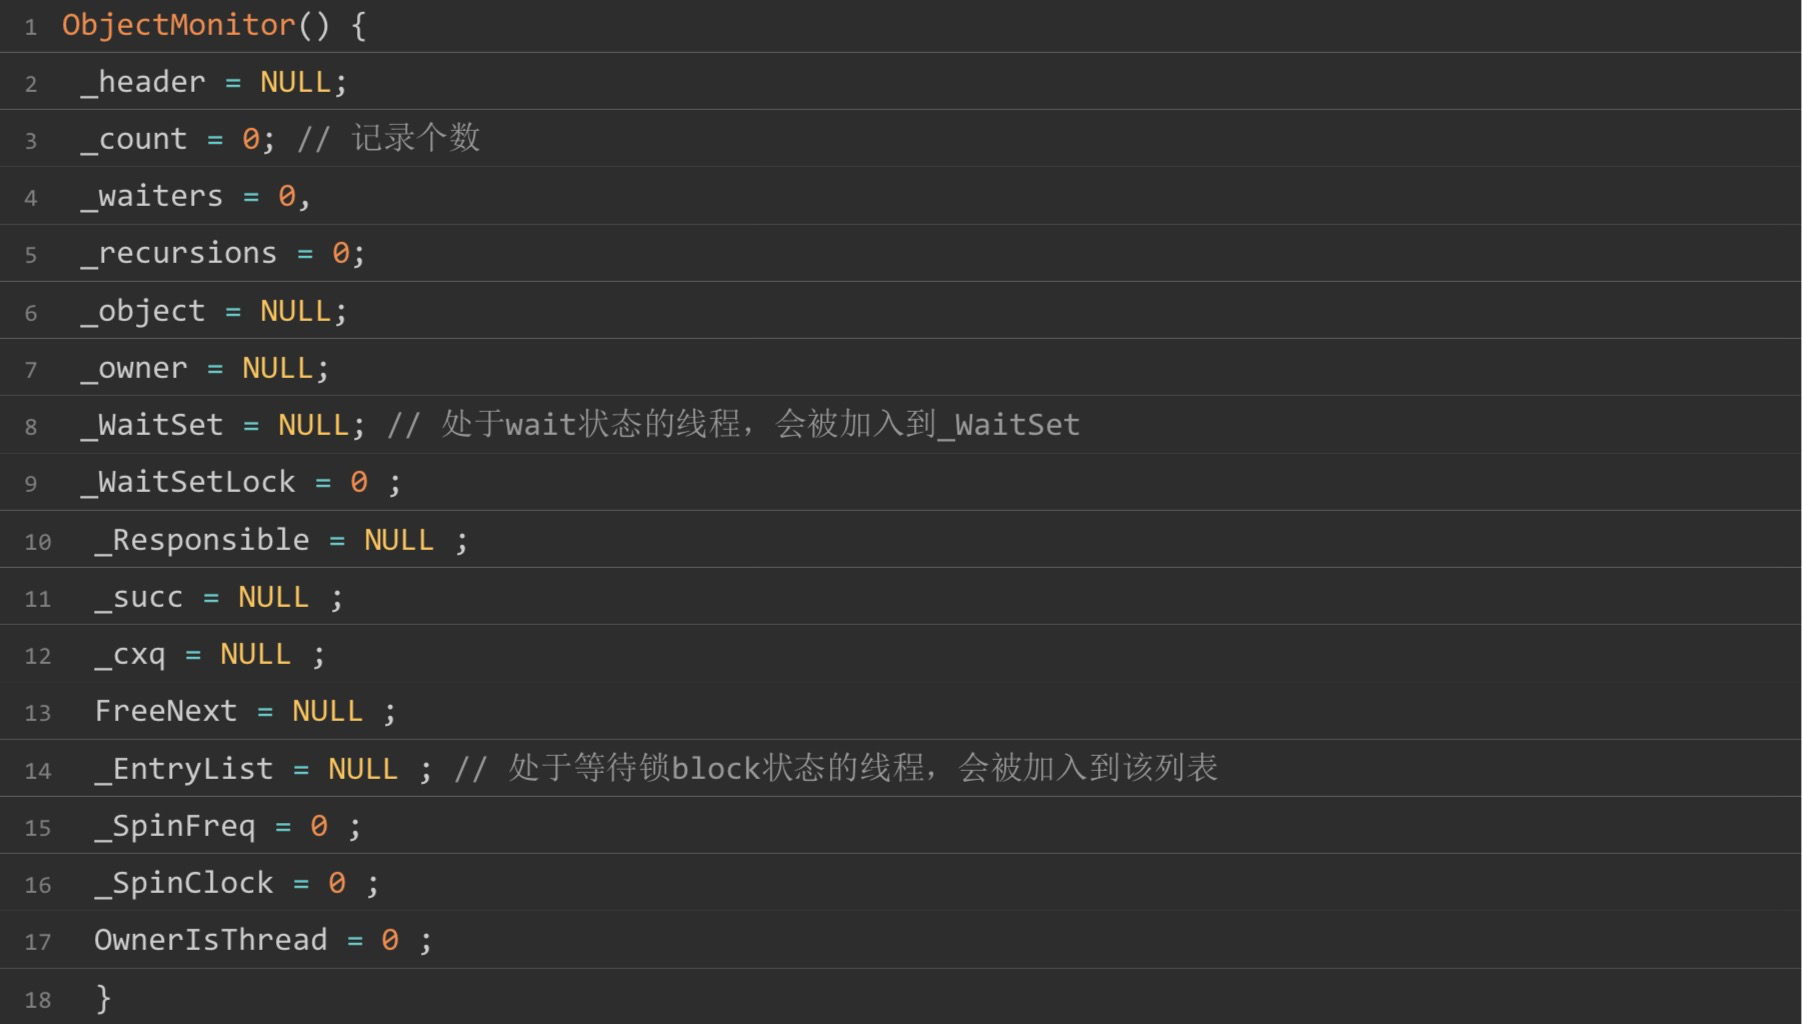 1 ObjectMonitor() {
2 _header = NULL;
3 _count = 0; // 记录个数
4 _waiters = 0,
5 _recursions = 0;
6 _object = NULL;
7 _owner = NULL;
8 _WaitSet = NULL; // 处于wait状态的线程，会被加入到_WaitSet
9 _WaitSetLock = 0 ;
10 _Responsible = NULL ;
11 _succ = NULL ;
12 _cxq = NULL ;
13 FreeNext = NULL ;
14 _EntryList = NULL ; // 处于等待锁block状态的线程，会被加入到该列表
15 _SpinFreq = 0 ;
16 _SpinClock = 0 ;
17 OwnerIsThread = 0 ;
18 }